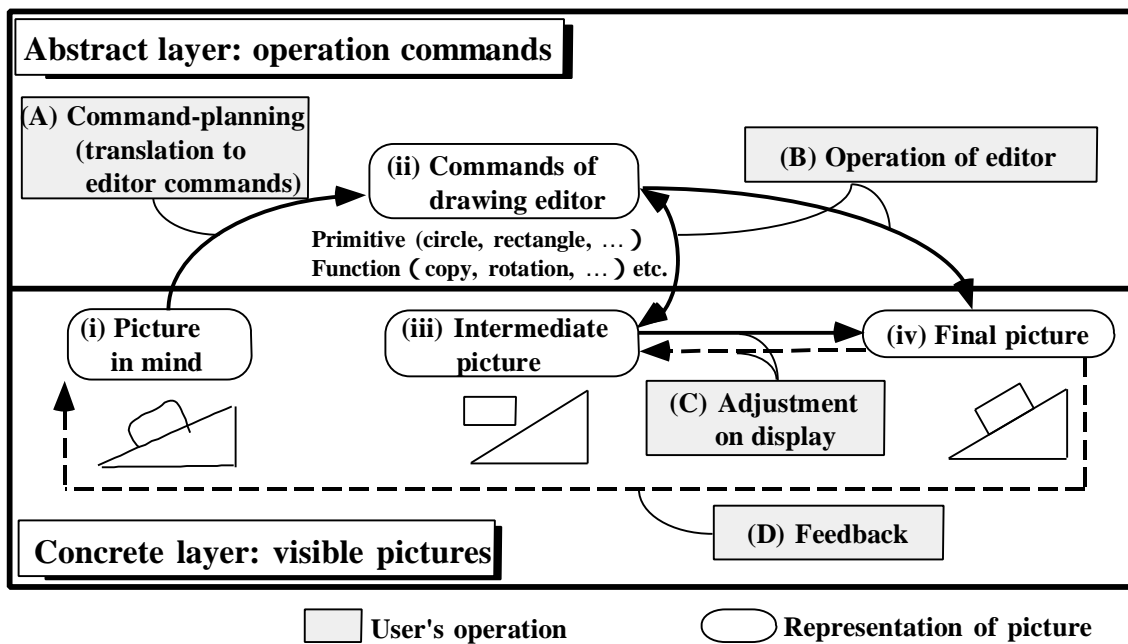 Abstract layer: operation commands
(A) Command-planning
(translation to
editor commands)
(ii) Commands of
drawing editor
(B) Operation of editor
Primitive (circle, rectangle, … )
Function ( copy, rotation, … ) etc.
(i) Picture
in mind
(iii) Intermediate
picture
(iv) Final picture
(C) Adjustment
on display
(D) Feedback
Concrete layer: visible pictures
User's operation
Representation of picture